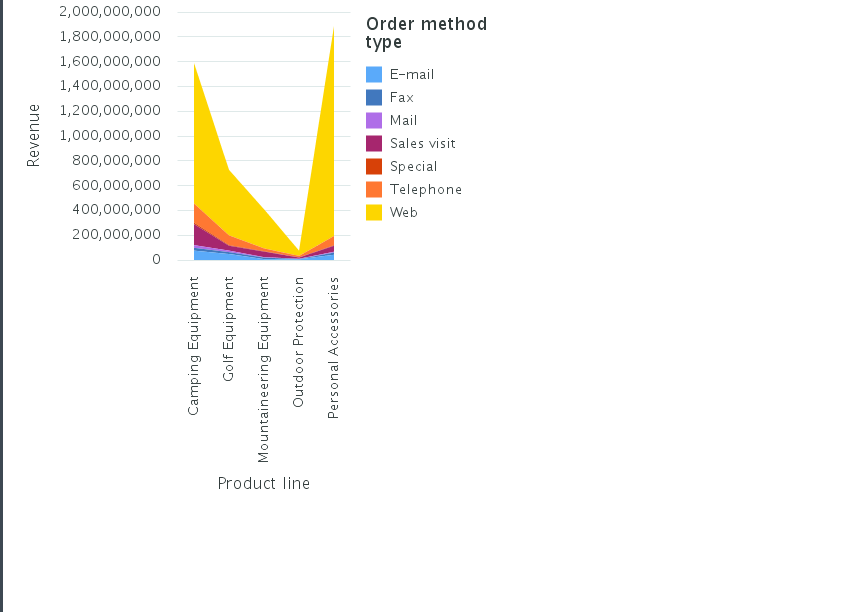 2,000,000,000
1,800,000,000
1,600,000,000
1,400,000,000
1,200,000,000
1,000,000,000
800,000,000
600,000,000
400,000,000
200,000,000
0
Revenue
Camping Equipment
Golf Equipment
Mountaineering Equipment
Outdoor Protection
Personal Accessories
Product line
Order method
type
E-mail
Fax
Mail
Sales visit
Special
Telephone
Web